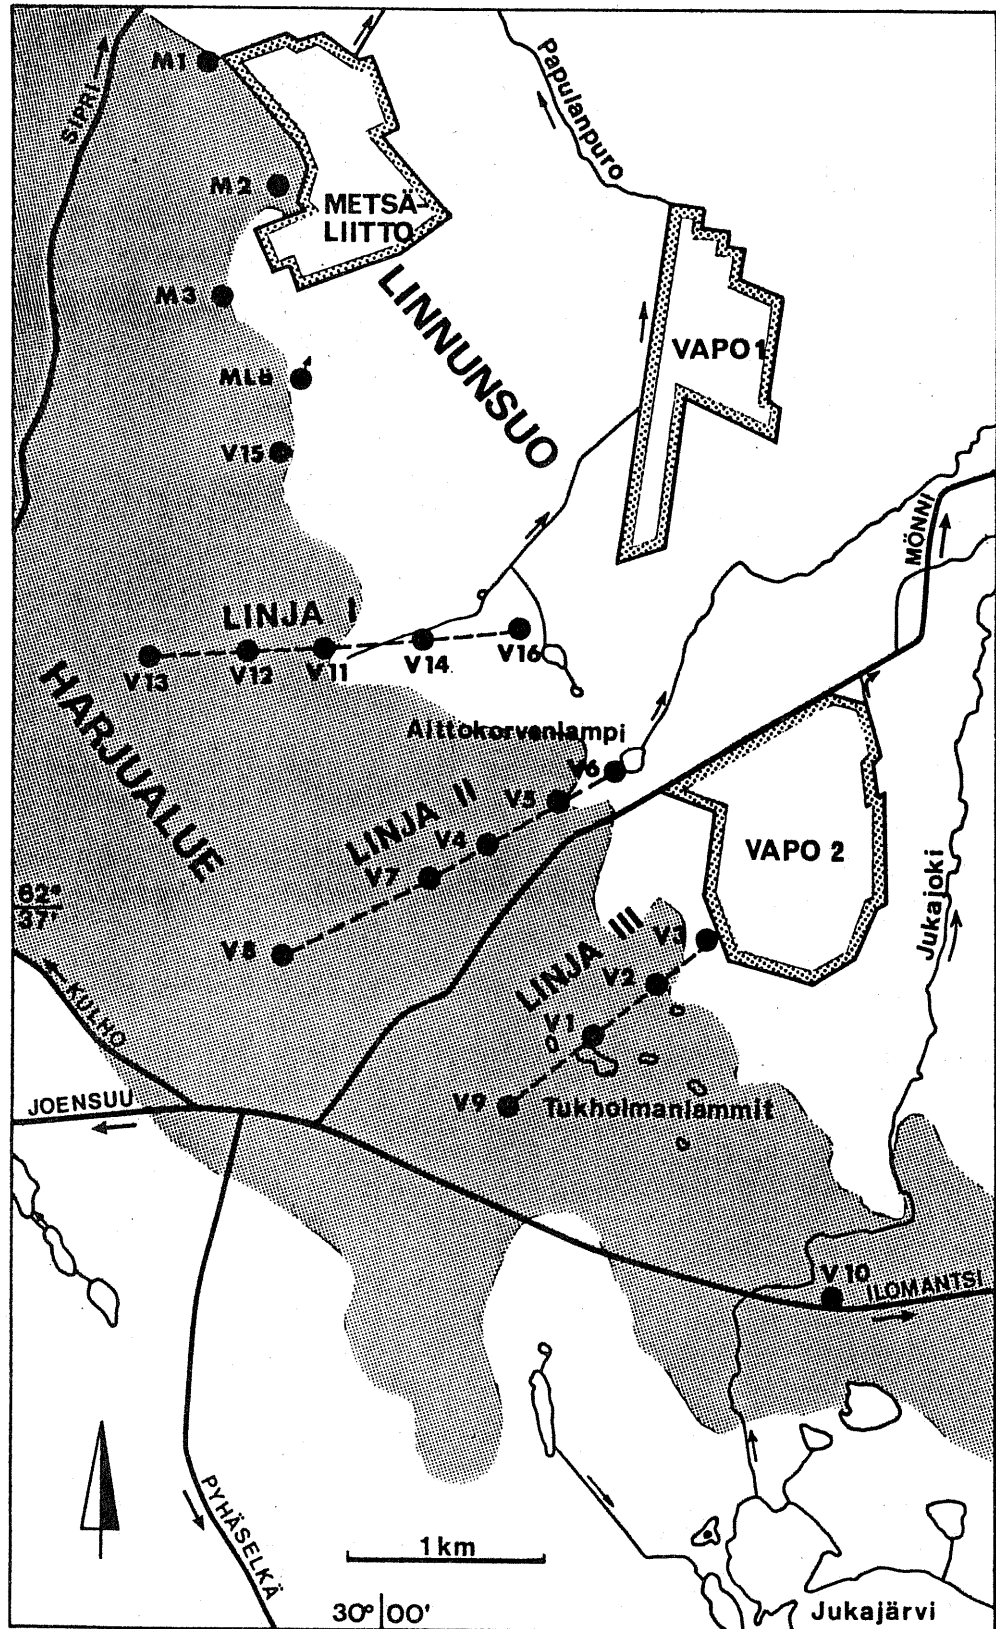 M1
SIPRI
Papulanpuro
M2
METSÄ-
LIITTO
M3
LINNUNSUO
VAPO 1
MLÖ
V15
MÖNNI
LINJA I
V13
V12
V11
V14
V16
HARJUALUE
Aittokorvenlampi
V6
V5
LINJA II
V4
V7
VAPO 2
62°
37'
V8
Jukajoki
LINJA III
V3
V2
V1
KULHO
JOENSUU
V9
Tukholmanlammit
V10
ILOMANTSI
PYHÄSELKÄ
1 km
30° 00'
Jukajärvi